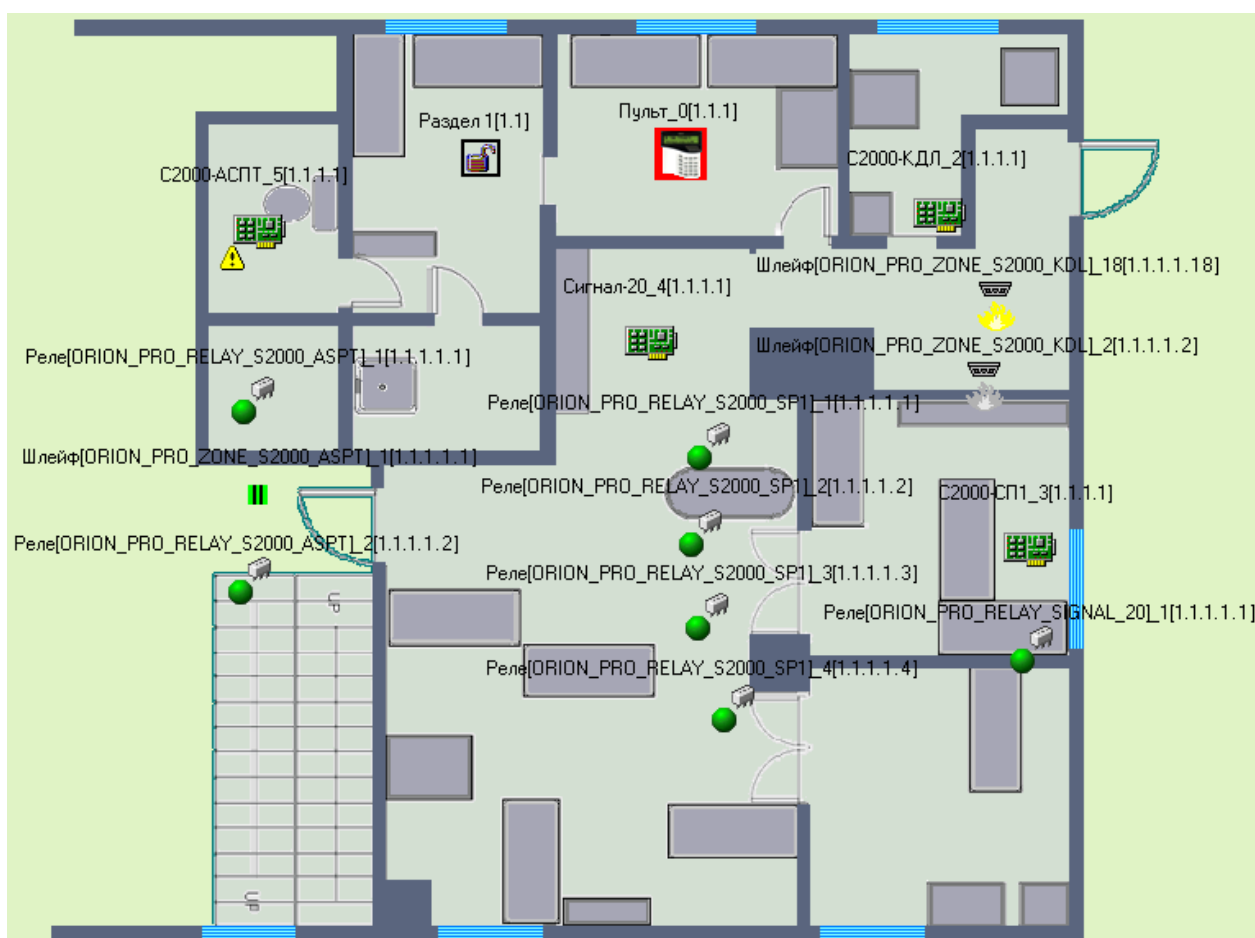 Пульт_0[1.1.1]
Раздел 1[1.1]
С2000-КДЛ_2[1.1.1.1]
С2000-АСПТ_5[1.1.1.1]
Шлейф[ORION_PRO_ZONE_S2000_KDL]_18[1.1.1.1.18]
Сигнал-20_4[1.1.1.1]
Шлейф[ORION_PRO_ZONE_S2000_KDL]_2[1.1.1.1.2]
Реле[ORION_PRO_RELAY_S2000_ASPT]_1[1.1.1.1.1]
Реле[ORION_PRO_RELAY_S2000_SP1]_1[1.1.1.1.1]
Шлейф[ORION_PRO_ZONE_S2000_ASPT]_1[1.1.1.1.1]
Реле[ORION_PRO_RELAY_S2000_SP1]_2[1.1.1.1.2]
С2000-СП1_3[1.1.1.1]
Реле[ORION_PRO_RELAY_S2000_ASPT]_2[1.1.1.1.2]
Реле[ORION_PRO_RELAY_S2000_SP1]_3[1.1.1.1.3]
UP
Реле[ORION_PRO_RELAY_SIGNAL_20]_1[1.1.1.1.1]
Реле[ORION_PRO_RELAY_S2000_SP1]_4[1.1.1.1.4]
UP